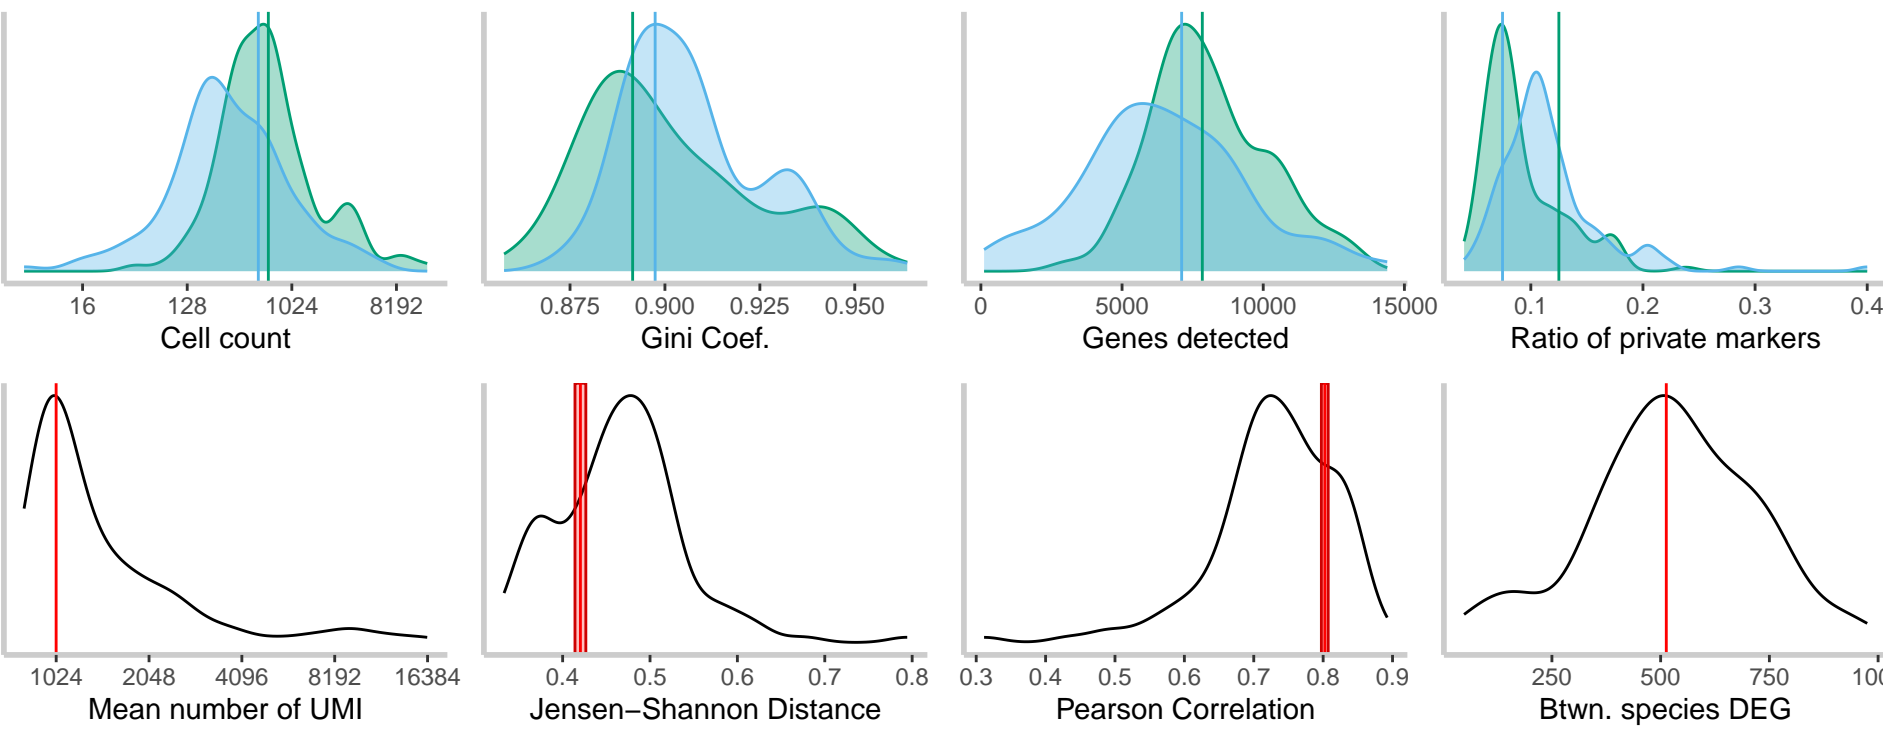 16 128 1024 8192
Cell count
0.875 0.900 0.925 0.950
Gini Coef.
0 5000 10000 15000
Genes detected
0.1 0.2 0.3 0.4
Ratio of private markers
1024 2048 4096 8192 16384
Mean number of UMI
0.4 0.5 0.6 0.7 0.8
Jensen−Shannon Distance
0.3 0.4 0.5 0.6 0.7 0.8 0.9
Pearson Correlation
250 500 750 100
Btwn. species DEG